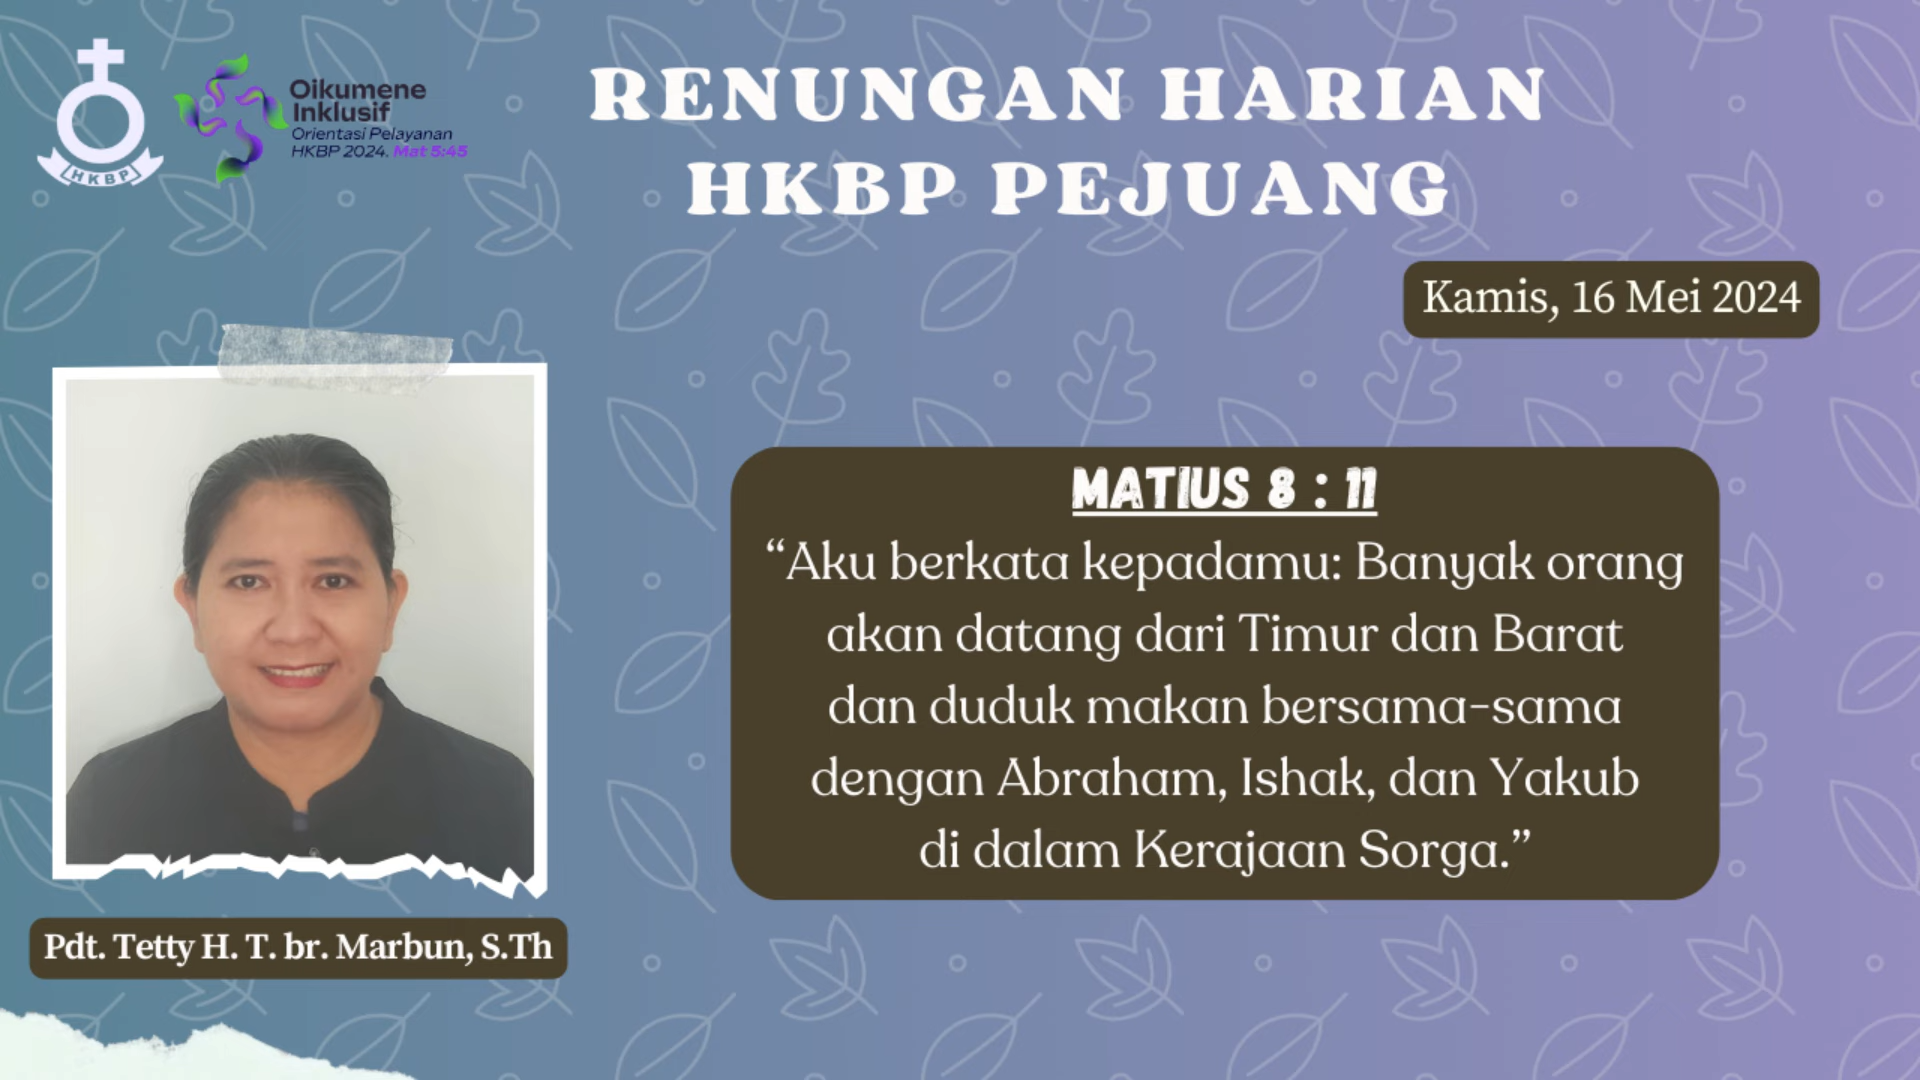 HKBP
Oikumene
Inklusif
Orientasi Pelayanan
HKBP 2024. Mat 5:45
RENUNGAN HARIAN
HKBP PEJUANG
Kamis, 16 Mei 2024
MATIUS 8 : 11
“Aku berkata kepadamu: Banyak orang
akan datang dari Timur dan Barat
dan duduk makan bersama-sama
dengan Abraham, Ishak, dan Yakub
di dalam Kerajaan Sorga.”
Pdt. Tetty H. T. br. Marbun, S.Th